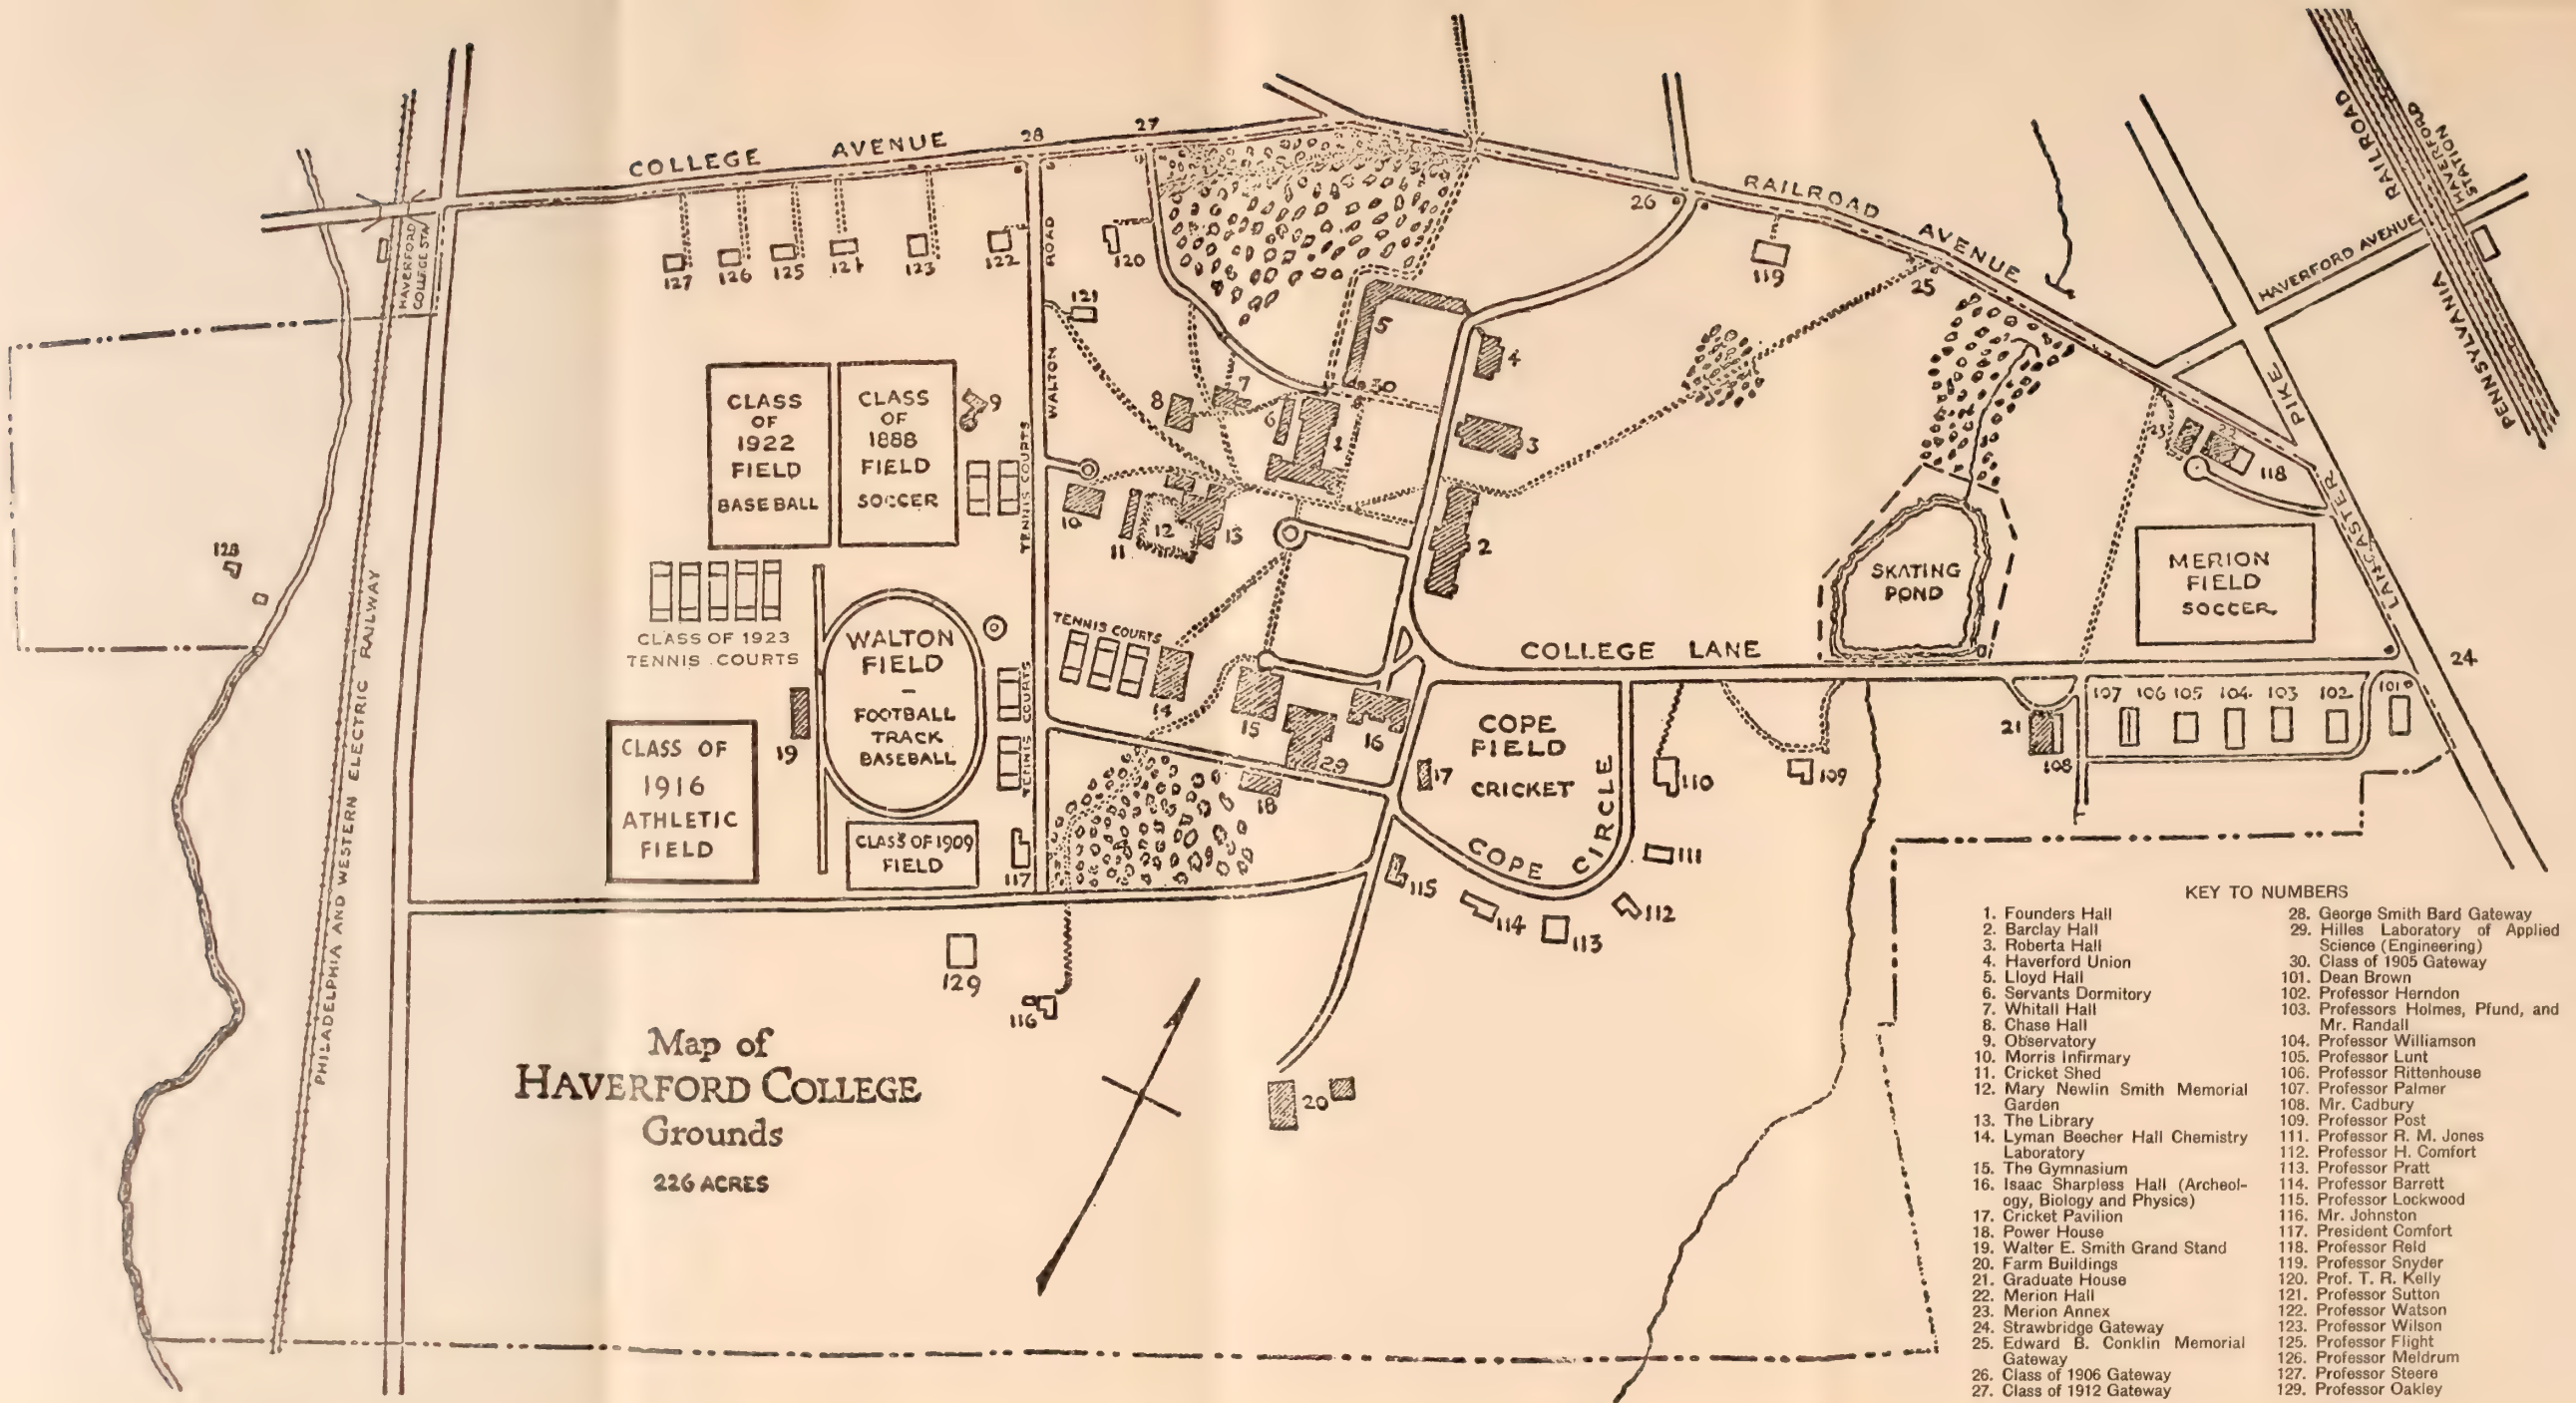 COLLEGE AVENUE
28
27
RAILROAD AVENUE
26
25
119
HAVERFORD AVENUE
PENNSYLVANIA RAILROAD
HAVERFORD STATION
LANCASTER PIKE
HAVERFORD COLLEGE STA
PHILADELPHIA AND WESTERN ELECTRIC RAILWAY
127
126
125
123
122
120
121
WALTON ROAD
128
CLASS
OF
1922
FIELD
BASEBALL
CLASS
OF
1888
FIELD
SOCCER
9
8
7
6
5
4
30
3
1
2
10
11
12
13
TENNIS COURTS
CLASS OF 1923
TENNIS COURTS
WALTON
FIELD
-
FOOTBALL
TRACK
BASEBALL
TENNIS COURTS
TENNIS COURTS
14
15
16
29
18
17
19
CLASS OF
1916
ATHLETIC
FIELD
CLASS OF 1909
FIELD
117
COLLEGE LANE
SKATING
POND
MERION
FIELD
SOCCER
23
22
118
24
COPE
FIELD
CRICKET
COPE CIRCLE
110
109
21
108
107 106 105 104 103 102 101
111
112
113
114
115
129
116
20
Map of
HAVERFORD COLLEGE
Grounds
226 ACRES
KEY TO NUMBERS
1. Founders Hall
2. Barclay Hall
3. Roberta Hall
4. Haverford Union
5. Lloyd Hall
6. Servants Dormitory
7. Whitall Hall
8. Chase Hall
9. Observatory
10. Morris Infirmary
11. Cricket Shed
12. Mary Newlin Smith Memorial
Garden
13. The Library
14. Lyman Beecher Hall Chemistry
Laboratory
15. The Gymnasium
16. Isaac Sharpless Hall (Archeol-
ogy, Biology and Physics)
17. Cricket Pavilion
18. Power House
19. Walter E. Smith Grand Stand
20. Farm Buildings
21. Graduate House
22. Merion Hall
23. Merion Annex
24. Strawbridge Gateway
25. Edward B. Conklin Memorial
Gateway
26. Class of 1906 Gateway
27. Class of 1912 Gateway
28. George Smith Bard Gateway
29. Hilles Laboratory of Applied
Science (Engineering)
30. Class of 1905 Gateway
101. Dean Brown
102. Professor Herndon
103. Professors Holmes, Pfund, and
Mr. Randall
104. Professor Williamson
105. Professor Lunt
106. Professor Rittenhouse
107. Professor Palmer
108. Mr. Cadbury
109. Professor Post
111. Professor R. M. Jones
112. Professor H. Comfort
113. Professor Pratt
114. Professor Barrett
115. Professor Lockwood
116. Mr. Johnston
117. President Comfort
118. Professor Reid
119. Professor Snyder
120. Prof. T. R. Kelly
121. Professor Sutton
122. Professor Watson
123. Professor Wilson
125. Professor Flight
126. Professor Meldrum
127. Professor Steere
129. Professor Oakley